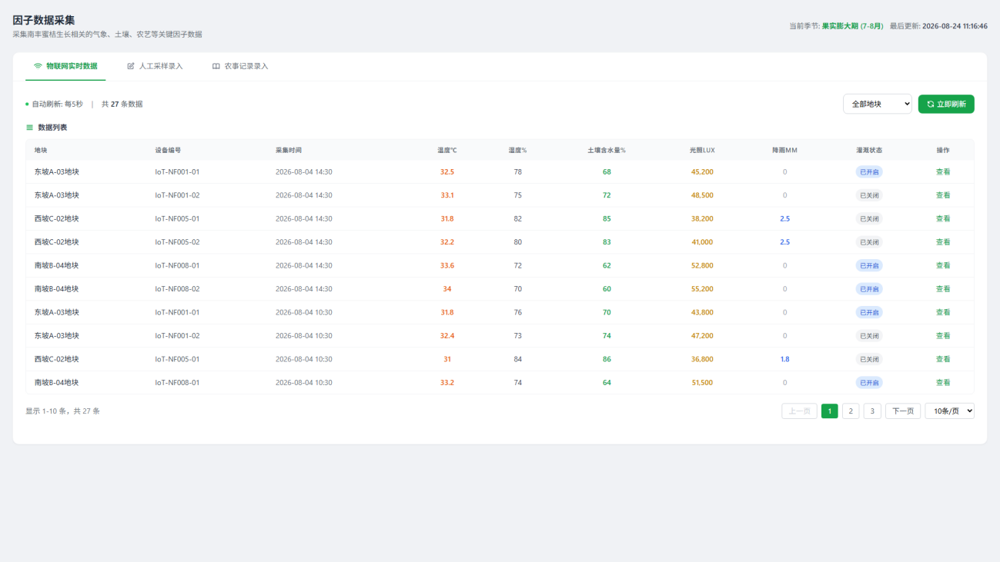 因子数据采集
采集南丰蜜桔生长相关的气象、土壤、农艺等关键因子数据
当前季节: 果实膨大期 (7-8月) 最后更新: 2026-08-24 11:16:46
物联网实时数据 人工采样录入 农事记录录入
自动刷新: 每5秒 | 共 27 条数据 全部地块 立即刷新
数据列表
地块 设备编号 采集时间 温度℃ 湿度% 土壤含水量% 光照LUX 降雨MM 灌溉状态 操作
东坡A-03地块 IoT-NF001-01 2026-08-04 14:30 32.5 78 68 45,200 0 已开启 查看
东坡A-03地块 IoT-NF001-02 2026-08-04 14:30 33.1 75 72 48,500 0 已关闭 查看
西坡C-02地块 IoT-NF005-01 2026-08-04 14:30 31.8 82 85 38,200 2.5 已关闭 查看
西坡C-02地块 IoT-NF005-02 2026-08-04 14:30 32.2 80 83 41,000 2.5 已关闭 查看
南坡B-04地块 IoT-NF008-01 2026-08-04 14:30 33.6 72 62 52,800 0 已开启 查看
南坡B-04地块 IoT-NF008-02 2026-08-04 14:30 34 70 60 55,200 0 已开启 查看
东坡A-03地块 IoT-NF001-01 2026-08-04 10:30 31.8 76 70 43,800 0 已开启 查看
东坡A-03地块 IoT-NF001-02 2026-08-04 10:30 32.4 73 74 47,200 0 已关闭 查看
西坡C-02地块 IoT-NF005-01 2026-08-04 10:30 31 84 86 36,800 1.8 已关闭 查看
南坡B-04地块 IoT-NF008-01 2026-08-04 10:30 33.2 74 64 51,500 0 已开启 查看
显示 1-10 条，共 27 条 上一页 1 2 3 下一页 10条/页